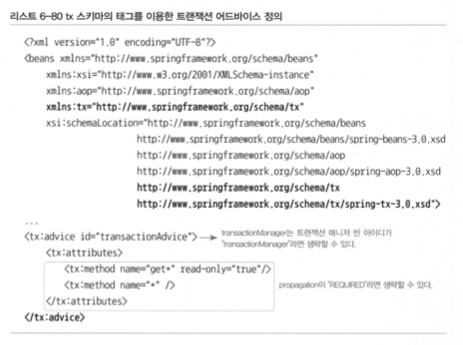 리스트 6-80 tx 스키마의 태그를 이용한 트랜잭션 어드바이스 정의
<?xml version="1.0" encoding="UTF-8"?>
<beans xmlns="http://www.springframework.org/schema/beans"
xmlns:xsi="http://www.w3.org/2001/XMLSchema-instance"
xmlns:aop="http://www.springframework.org/schema/aop"
xmlns:tx="http://www.springframework.org/schema/tx"
xsi:schemaLocation="http://www.springframework.org/schema/beans
http://www.springframework.org/schema/beans/spring-beans-3.0.xsd
http://www.springframework.org/schema/aop
http://www.springframework.org/schema/aop/spring-aop-3.0.xsd
http://www.springframework.org/schema/tx
http://www.springframework.org/schema/tx/spring-tx-3.0.xsd">
...
<tx:advice id="transactionAdvice"> transactionManager는 트랜잭션 매니저 빈 아이디가
"transactionManager"라면 생략할 수 있다.
<tx:attributes>
<tx:method name="get*" read-only="true"/>
<tx:method name="*" /> propagation이 "REQUIRED"라면 생략할 수 있다.
</tx:attributes>
</tx:advice>